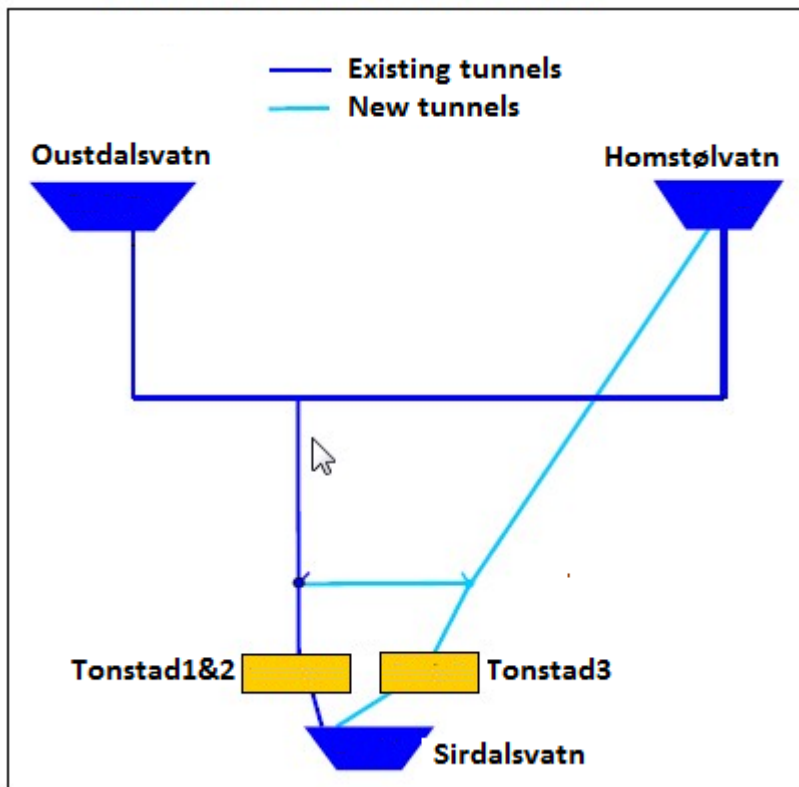 Existing tunnels
New tunnels
Oustdalsvatn
Homstølvatn
Tonstad1&2
Tonstad3
Sirdalsvatn